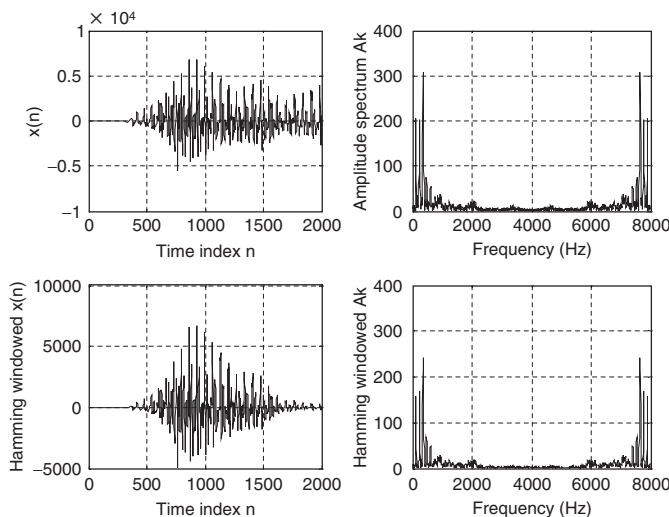 1 × 10⁴
1
0.5
0
−0.5
−1
x(n)
0 500 1000 1500 2000
Time index n
400
300
200
100
0
Amplitude spectrum Ak
0 2000 4000 6000 8000
Frequency (Hz)
10000
5000
0
−5000
Hamming windowed x(n)
0 500 1000 1500 2000
Time index n
400
300
200
100
0
Hamming windowed Ak
0 2000 4000 6000 8000
Frequency (Hz)